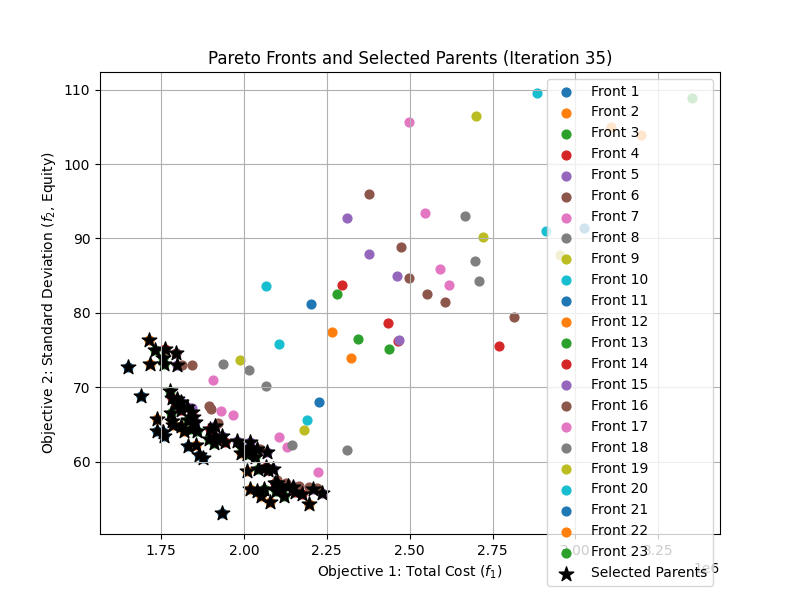 Pareto Fronts and Selected Parents (Iteration 35)
110
100
90
80
70
60
Objective 2: Standard Deviation (f2, Equity)
1.75
2.00
2.25
2.50
2.75
3.00
3.25
1e6
Objective 1: Total Cost (f1)
Front 1
Front 2
Front 3
Front 4
Front 5
Front 6
Front 7
Front 8
Front 9
Front 10
Front 11
Front 12
Front 13
Front 14
Front 15
Front 16
Front 17
Front 18
Front 19
Front 20
Front 21
Front 22
Front 23
Selected Parents